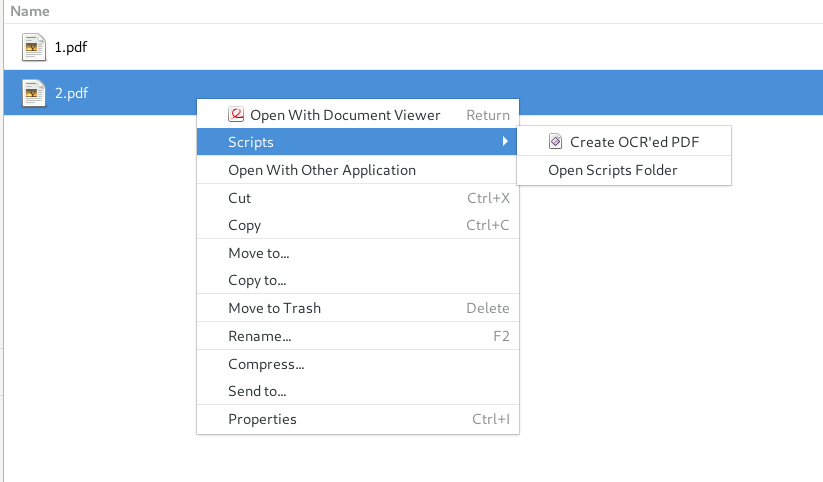 Name
1.pdf
2.pdf
Open With Document Viewer Return
Scripts
Create OCR'ed PDF
Open With Other Application
Open Scripts Folder
Cut Ctrl+X
Copy Ctrl+C
Move to...
Copy to...
Move to Trash Delete
Rename... F2
Compress...
Send to...
Properties Ctrl+I